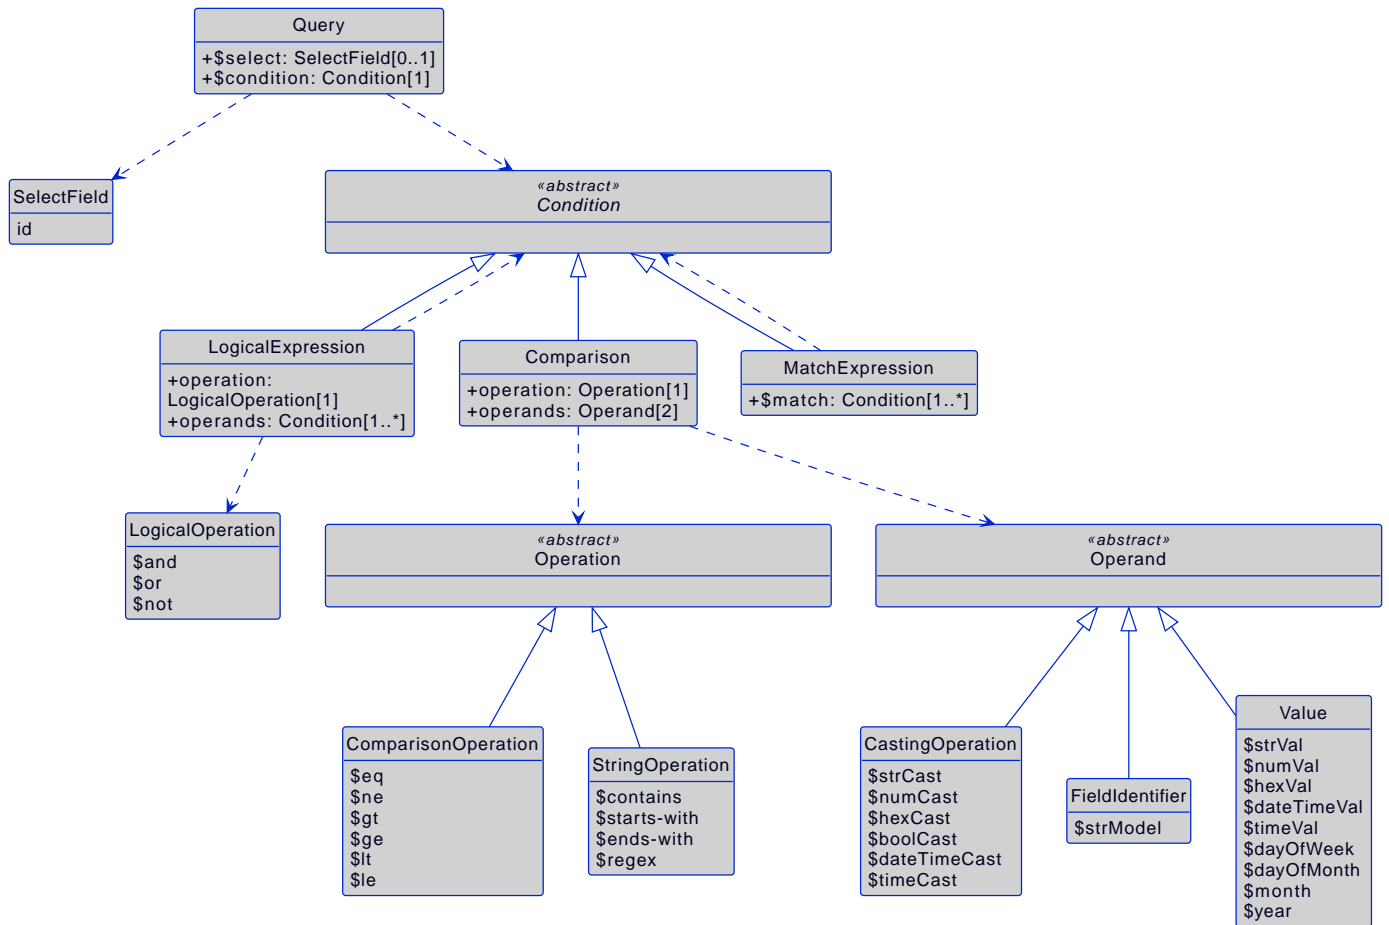 Query
+$select: SelectField[0..1]
+$condition: Condition[1]
SelectField
id
«abstract»
Condition
LogicalExpression
+operation:
LogicalOperation[1]
+operands: Condition[1..*]
Comparison
+operation: Operation[1]
+operands: Operand[2]
MatchExpression
+$match: Condition[1..*]
LogicalOperation
$and
$or
$not
«abstract»
Operation
«abstract»
Operand
ComparisonOperation
$eq
$ne
$gt
$ge
$lt
$le
StringOperation
$contains
$starts-with
$ends-with
$regex
CastingOperation
$strCast
$numCast
$hexCast
$boolCast
$dateTimeCast
$timeCast
FieldIdentifier
$strModel
Value
$strVal
$numVal
$hexVal
$dateTimeVal
$timeVal
$dayOfWeek
$dayOfMonth
$month
$year